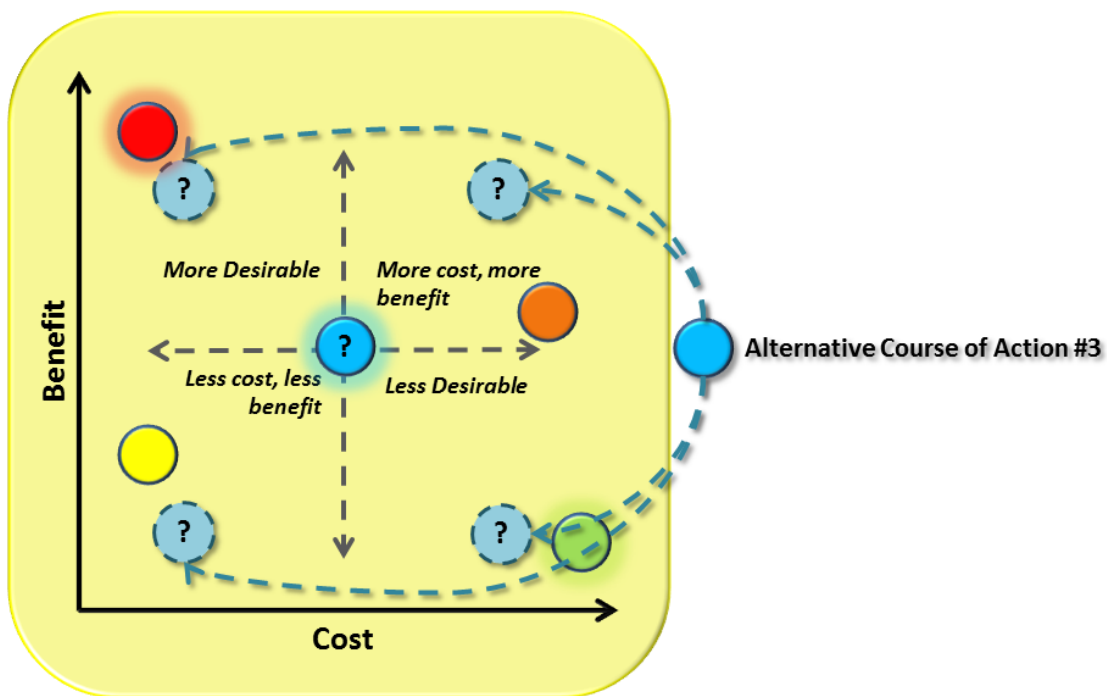 ?
?
More Desirable
More cost, more
benefit
Benefit
?
Alternative Course of Action #3
Less cost, less
benefit
Less Desirable
?
?
Cost